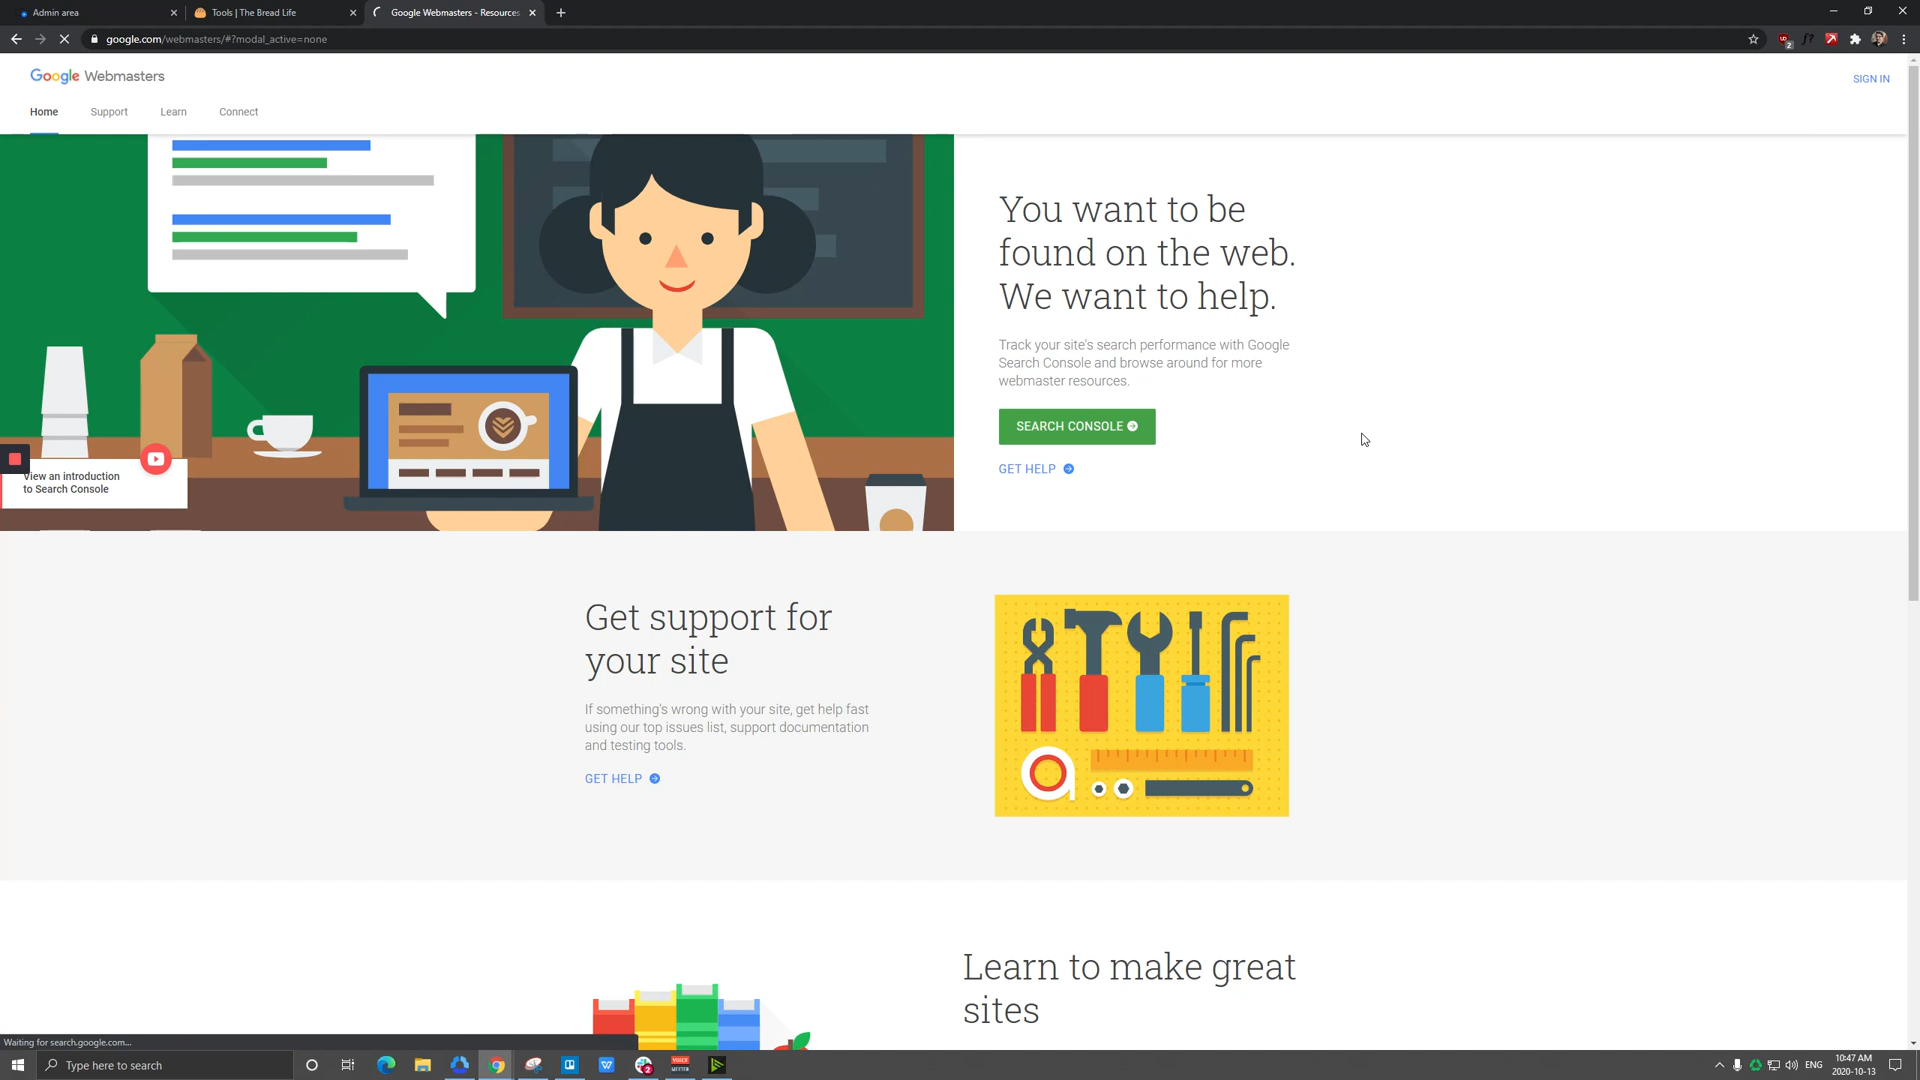 Admin area
Tools | The Bread Life
Google Webmasters - Resources
google.com/webmasters/#?modal_active=none
2
Google Webmasters
SIGN IN
Home
Support
Learn
Connect
You want to be
found on the web.
We want to help.
Track your site's search performance with Google
Search Console and browse around for more
webmaster resources.
SEARCH CONSOLE
GET HELP
View an introduction
to Search Console
Get support for
your site
If something's wrong with your site, get help fast
using our top issues list, support documentation
and testing tools.
GET HELP
Learn to make great
sites
Waiting for search.google.com...
Type here to search
2
VOICE
ENG
10:47 AM
2020-10-13